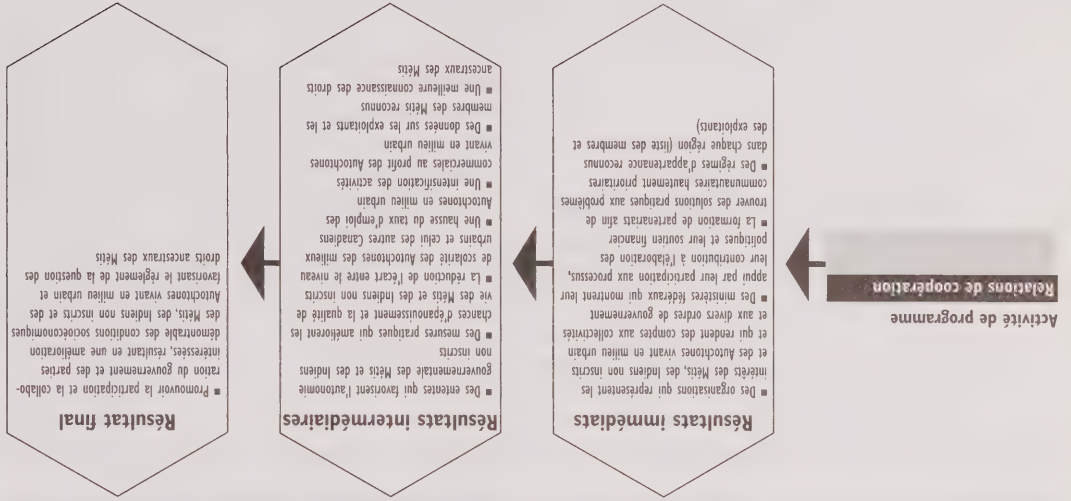 Activité de programme
Relations de coopération
Résultats immédiats
■ Des organisations qui représentent les
intérêts des Métis, des Indiens non inscrits
et des Autochtones vivant en milieu urbain
et qui rendent des comptes aux collectivités
et aux divers ordres de gouvernement
■ Des ministères fédéraux qui montrent leur
appui par leur participation aux processus,
leur contribution à l'élaboration des
politiques et leur soutien financier
■ La formation de partenariats afin de
trouver des solutions pratiques aux problèmes
communautaires hautement prioritaires
■ Des régimes d'appartenance reconnus
dans chaque région (liste des membres et
des exploitants)
Résultats intermédiaires
■ Des ententes qui favorisent l'autonomie
gouvernementale des Métis et des Indiens
non inscrits
■ Des mesures pratiques qui améliorent les
chances d'épanouissement et la qualité de
vie des Métis et des Indiens non inscrits
■ La réduction de l'écart entre le niveau
de scolarité des Autochtones des milieux
urbains et celui des autres Canadiens
■ Une hausse du taux d'emploi des
Autochtones en milieu urbain
■ Une intensification des activités
commerciales au profit des Autochtones
vivant en milieu urbain
■ Des données sur les exploitants et les
membres des Métis reconnus
■ Une meilleure connaissance des droits
ancestraux des Métis
Résultat final
■ Promouvoir la participation et la collabo-
ration du gouvernement et des parties
intéressées, résultant en une amélioration
démontable des conditions socioéconomiques
des Métis, des Indiens non inscrits et des
Autochtones vivant en milieu urbain et
favorisant le règlement de la question des
droits ancestraux des Métis